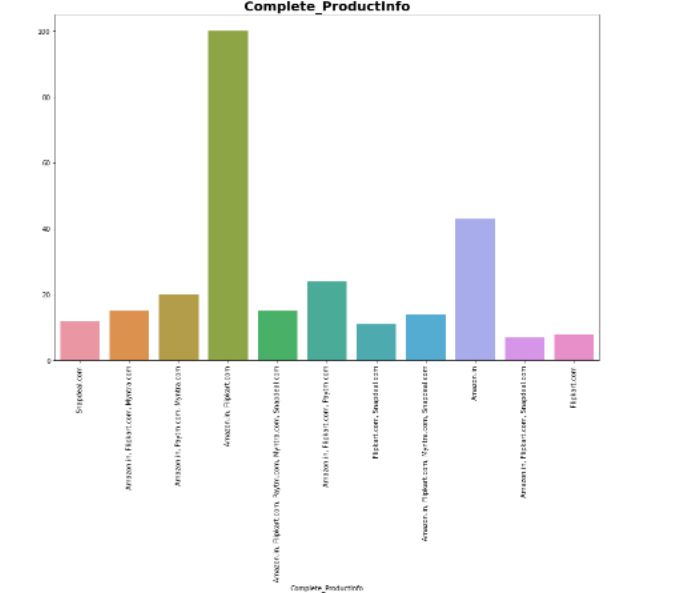 Complete_ProductInfo
100
80
60
40
20
0
Snapdeal.com
Amazon.in, Flipkart.com, Myntra.com
Amazon.in, Paytm.com, Myntra.com
Amazon.in, Flipkart.com
Amazon.in, Flipkart.com, Paytm.com, Myntra.com, Snapdeal.com
Amazon.in, Flipkart.com, Paytm.com
Flipkart.com, Snapdeal.com
Amazon.in, Flipkart.com, Myntra.com, Snapdeal.com
Amazon.in
Amazon.in, Flipkart.com, Snapdeal.com
Flipkart.com
Complete_ProductInfo